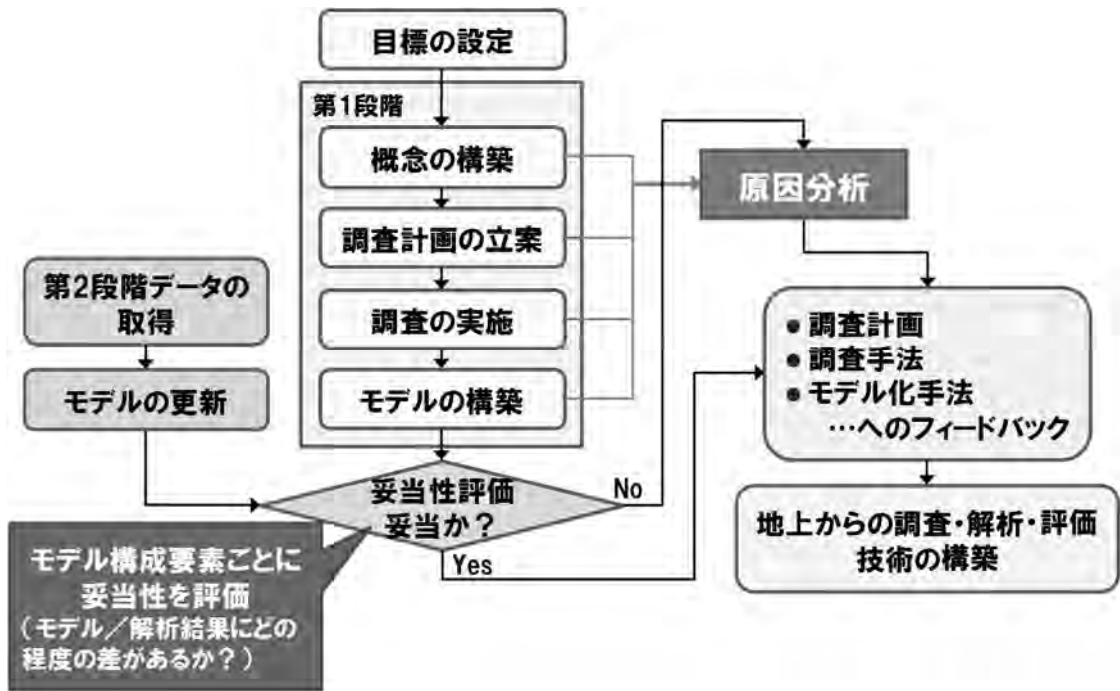 目標の設定
第1段階
概念の構築
調査計画の立案
調査の実施
モデルの構築
第2段階データの
取得
モデルの更新
妥当性評価
妥当か？
No
Yes
モデル構成要素ごとに
妥当性を評価
（モデル／解析結果にどの
程度の差があるか？）
原因分析
● 調査計画
● 調査手法
● モデル化手法
…へのフィードバック
地上からの調査・解析・評価
技術の構築